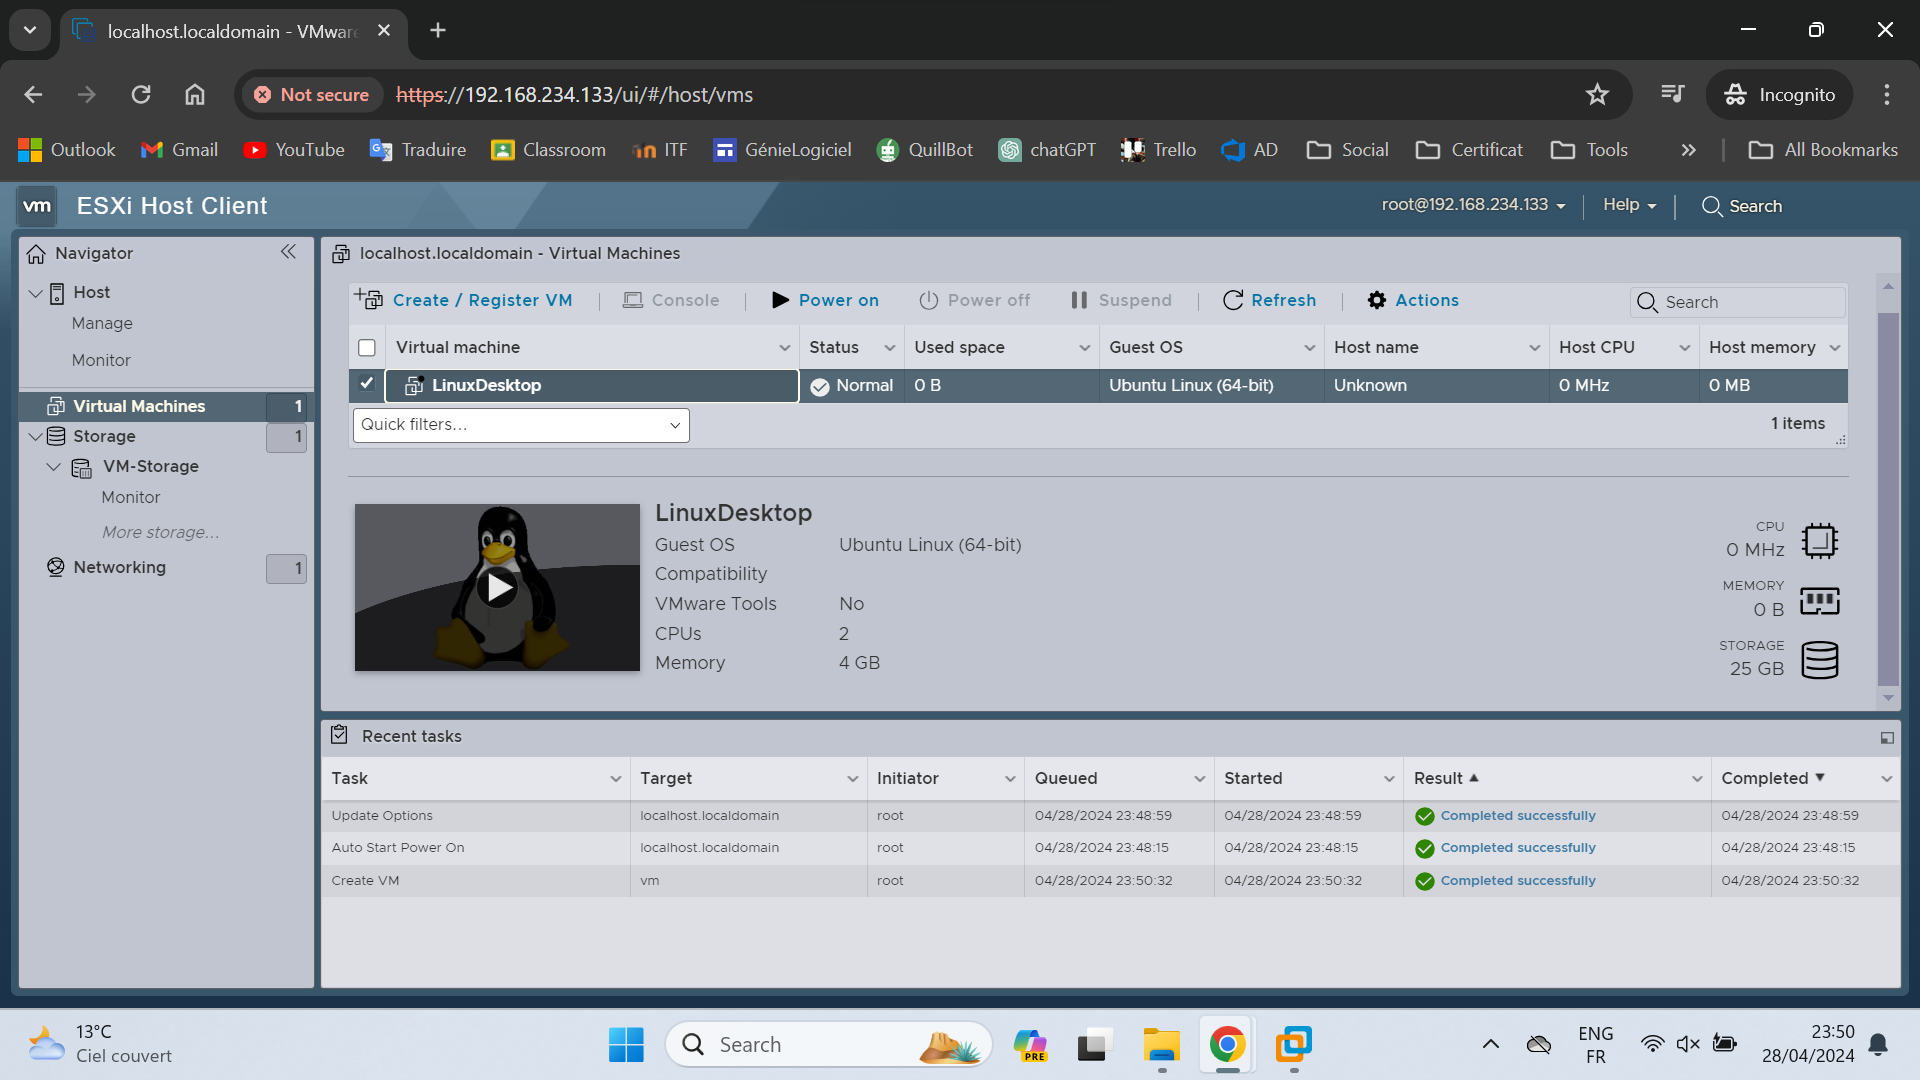 localhost.localdomain - VMware
Not secure
https://192.168.234.133/ui/#/host/vms
Incognito
Outlook
Gmail
YouTube
Traduire
Classroom
ITF
GénieLogiciel
QuillBot
chatGPT
Trello
AD
Social
Certificat
Tools
All Bookmarks
vm
ESXi Host Client
root@192.168.234.133
Help
Search
Navigator
Host
Manage
Monitor
Virtual Machines 1
Storage 1
VM-Storage
Monitor
More storage...
Networking 1
localhost.localdomain - Virtual Machines
Create / Register VM
Console
Power on
Power off
Suspend
Refresh
Actions
Search
Virtual machine Status Used space Guest OS Host name Host CPU Host memory
LinuxDesktop Normal 0 B Ubuntu Linux (64-bit) Unknown 0 MHz 0 MB
Quick filters...
1 items
LinuxDesktop
Guest OS Ubuntu Linux (64-bit)
Compatibility
VMware Tools No
CPUs 2
Memory 4 GB
CPU
0 MHz
MEMORY
0 B
STORAGE
25 GB
Recent tasks
Task Target Initiator Queued Started Result Completed
Update Options localhost.localdomain root 04/28/2024 23:48:59 04/28/2024 23:48:59 Completed successfully 04/28/2024 23:48:59
Auto Start Power On localhost.localdomain root 04/28/2024 23:48:15 04/28/2024 23:48:15 Completed successfully 04/28/2024 23:48:15
Create VM vm root 04/28/2024 23:50:32 04/28/2024 23:50:32 Completed successfully 04/28/2024 23:50:32
13°C
Ciel couvert
Search
PRE
ENG
FR
23:50
28/04/2024